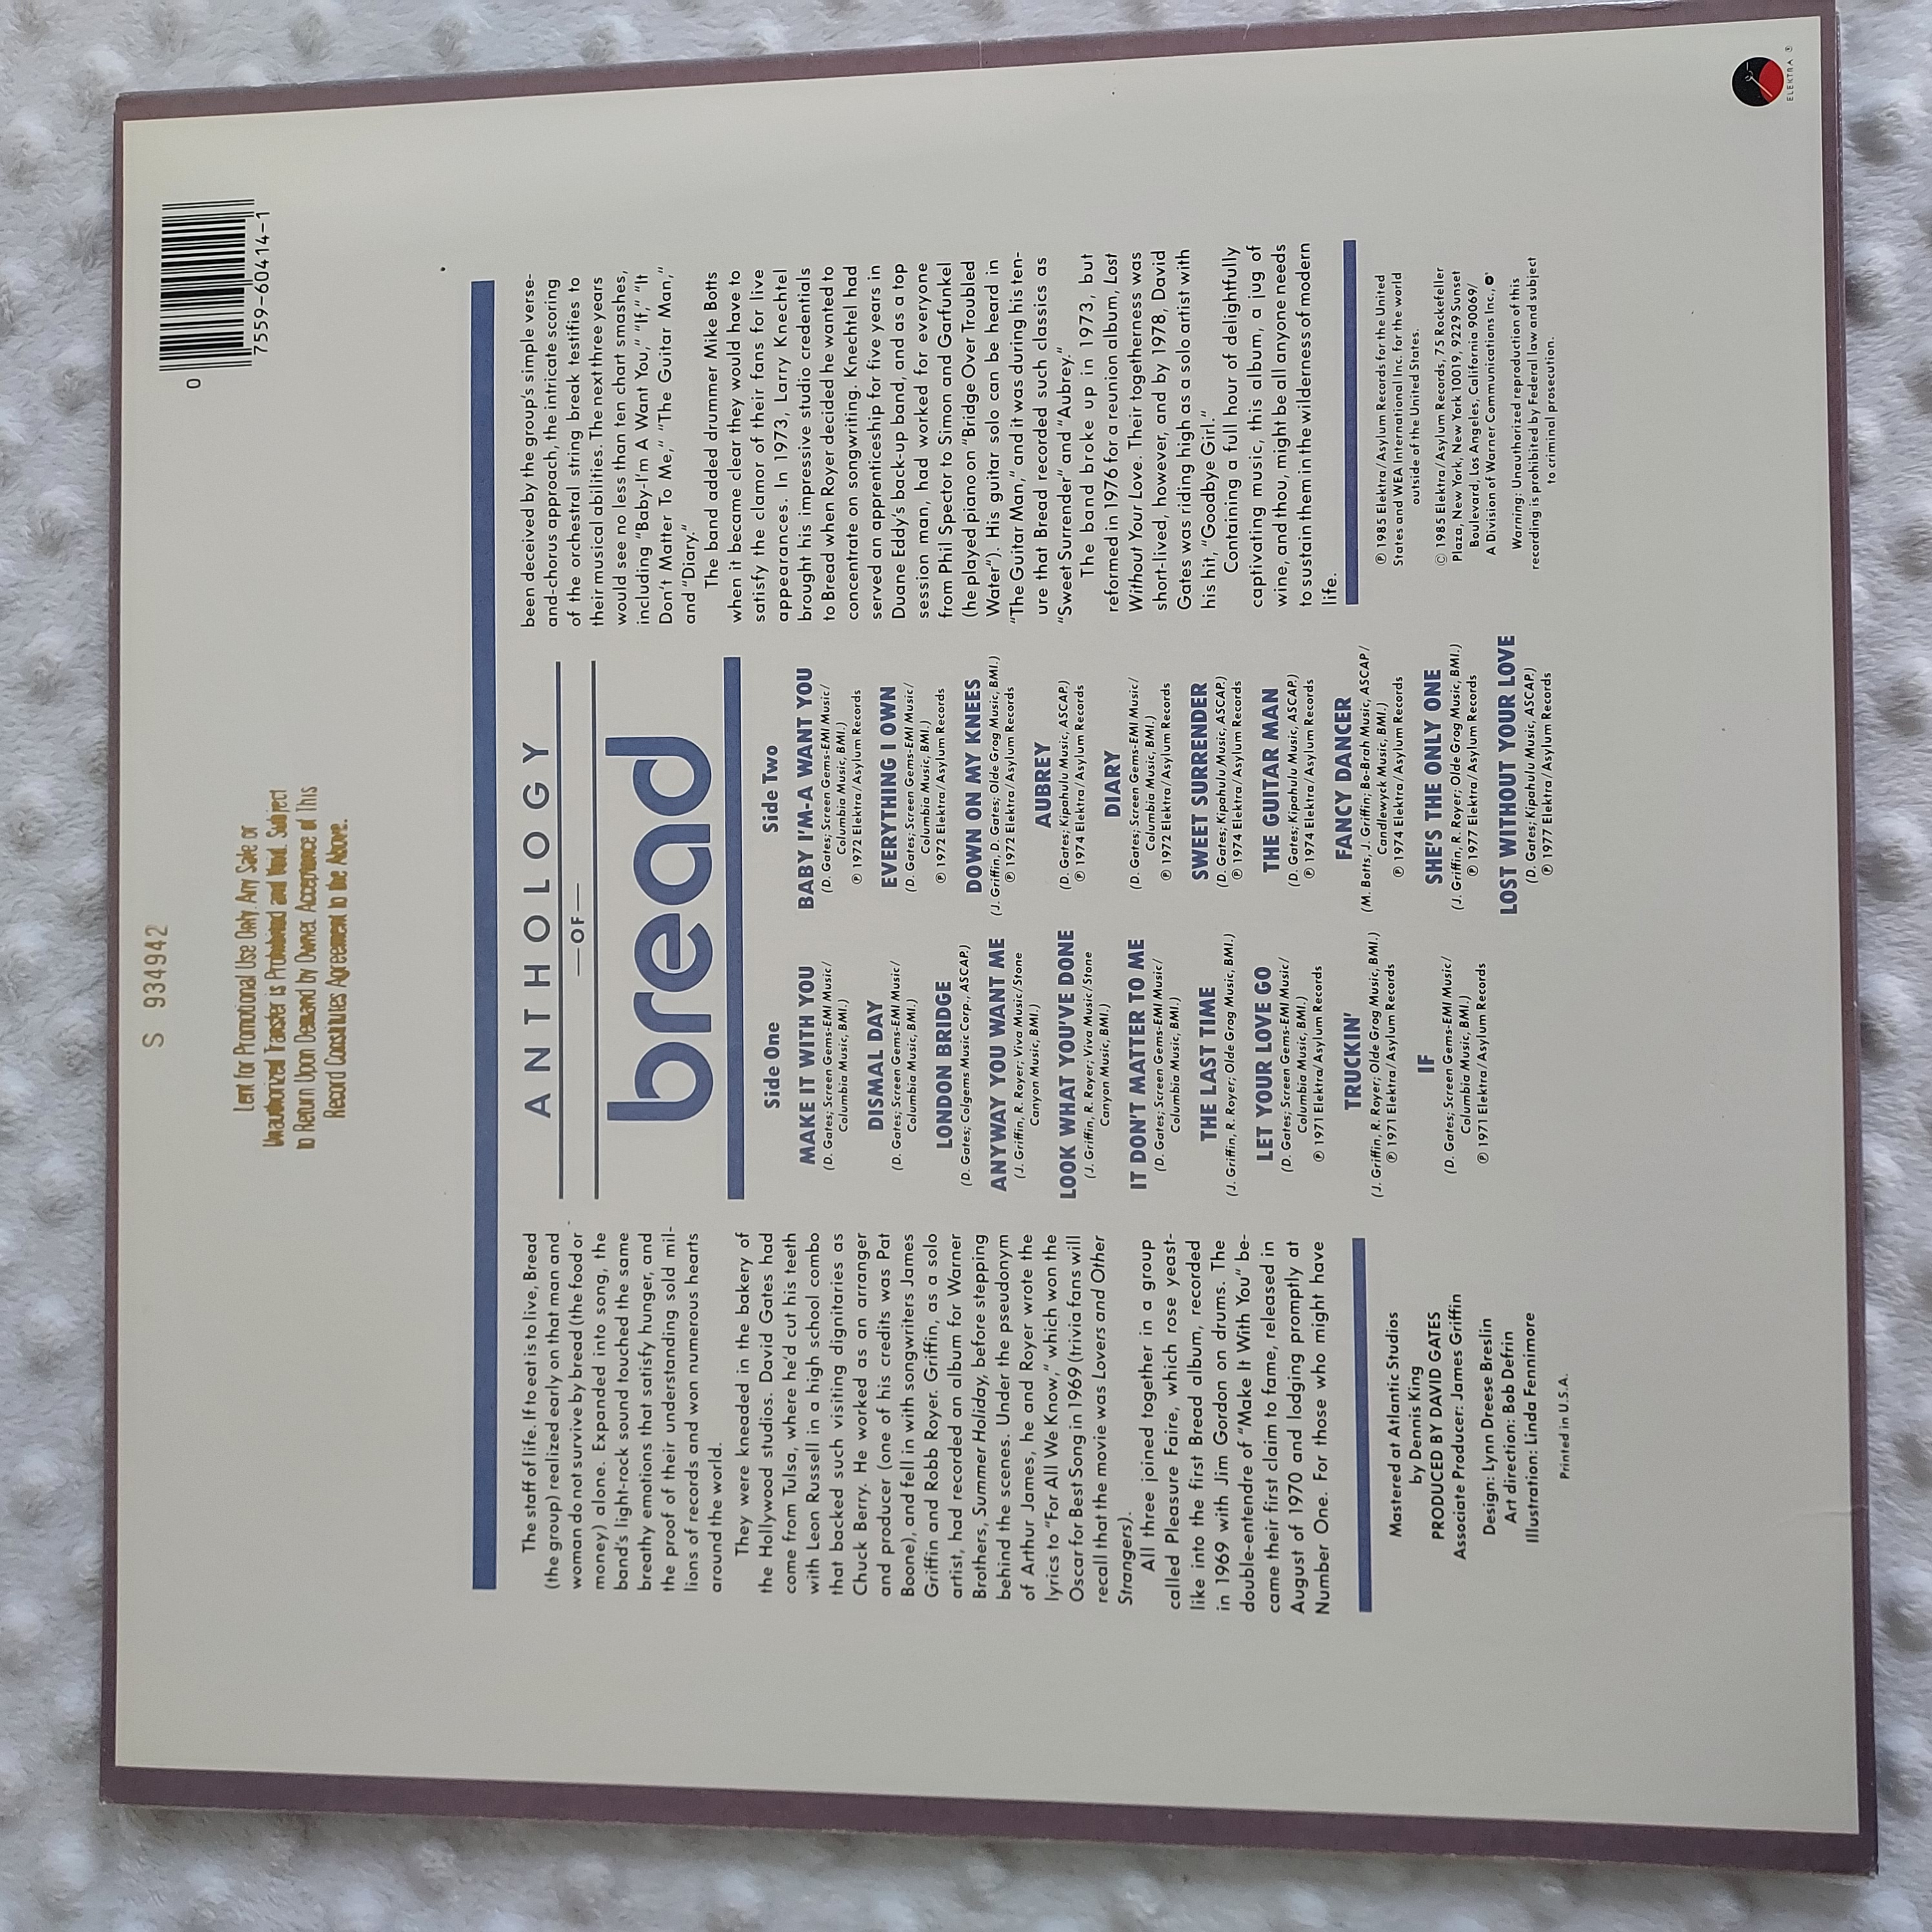 S 934942
Lent for Promotional Use Only. Any Sale or
Unauthorized Transfer is Prohibited and Void. Subject
to Return Upon Demand by Owner. Acceptance of This
Record Constitutes Agreement to the Above.
0
7559-60414-1
The staff of life. If to eat is to live, Bread
(the group) realized early on that man and
woman do not survive by bread (the food or
money) alone. Expanded into song, the
band's light-rock sound touched the same
breathy emotions that satisfy hunger, and
the proof of their understanding sold mil-
lions of records and won numerous hearts
around the world.
They were kneaded in the bakery of
the Hollywood studios. David Gates had
come from Tulsa, where he'd cut his teeth
with Leon Russell in a high school combo
that backed such visiting dignitaries as
Chuck Berry. He worked as an arranger
and producer (one of his credits was Pat
Boone), and fell in with songwriters James
Griffin and Robb Royer. Griffin, as a solo
artist, had recorded an album for Warner
Brothers, Summer Holiday, before stepping
behind the scenes. Under the pseudonym
of Arthur James, he and Royer wrote the
lyrics to "For All We Know," which won the
Oscar for Best Song in 1969 (trivia fans will
recall that the movie was Lovers and Other
Strangers).
All three joined together in a group
called Pleasure Faire, which rose yeast-
like into the first Bread album, recorded
in 1969 with Jim Gordon on drums. The
double-entendre of "Make It With You" be-
came their first claim to fame, released in
August of 1970 and lodging promptly at
Number One. For those who might have
Mastered at Atlantic Studios
by Dennis King
PRODUCED BY DAVID GATES
Associate Producer: James Griffin
Design: Lynn Dreese Breslin
Art direction: Bob Defrin
Illustration: Linda Fennimore
Printed in U.S.A.
ANTHOLOGY
—OF—
bread
Side One
MAKE IT WITH YOU
(D. Gates; Screen Gems-EMI Music/
Columbia Music, BMI.)
DISMAL DAY
(D. Gates; Screen Gems-EMI Music/
Columbia Music, BMI.)
LONDON BRIDGE
(D. Gates; Colgems Music Corp., ASCAP.)
ANYWAY YOU WANT ME
(J. Griffin, R. Royer; Viva Music/Stone
Canyon Music, BMI.)
LOOK WHAT YOU'VE DONE
(J. Griffin, R. Royer; Viva Music/Stone
Canyon Music, BMI.)
IT DON'T MATTER TO ME
(D. Gates; Screen Gems-EMI Music/
Columbia Music, BMI.)
THE LAST TIME
(J. Griffin, R. Royer; Olde Grog Music, BMI.)
LET YOUR LOVE GO
(D. Gates; Screen Gems-EMI Music/
Columbia Music, BMI.)
℗ 1971 Elektra/Asylum Records
TRUCKIN'
(J. Griffin, R. Royer; Olde Grog Music, BMI.)
℗ 1971 Elektra/Asylum Records
IF
(D. Gates; Screen Gems-EMI Music/
Columbia Music, BMI.)
℗ 1971 Elektra/Asylum Records
Side Two
BABY I'M-A WANT YOU
(D. Gates; Screen Gems-EMI Music/
Columbia Music, BMI.)
℗ 1972 Elektra/Asylum Records
EVERYTHING I OWN
(D. Gates; Screen Gems-EMI Music/
Columbia Music, BMI.)
℗ 1972 Elektra/Asylum Records
DOWN ON MY KNEES
(J. Griffin, D. Gates; Olde Grog Music, BMI.)
℗ 1972 Elektra/Asylum Records
AUBREY
(D. Gates; Kipahulu Music, ASCAP.)
℗ 1974 Elektra/Asylum Records
DIARY
(D. Gates; Screen Gems-EMI Music/
Columbia Music, BMI.)
℗ 1972 Elektra/Asylum Records
SWEET SURRENDER
(D. Gates; Kipahulu Music, ASCAP.)
℗ 1974 Elektra/Asylum Records
THE GUITAR MAN
(D. Gates; Kipahulu Music, ASCAP.)
℗ 1974 Elektra/Asylum Records
FANCY DANCER
(M. Botts, J. Griffin; Bo-Brah Music, ASCAP/
Candlewyck Music, BMI.)
℗ 1974 Elektra/Asylum Records
SHE'S THE ONLY ONE
(J. Griffin, R. Royer; Olde Grog Music, BMI.)
℗ 1977 Elektra/Asylum Records
LOST WITHOUT YOUR LOVE
(D. Gates; Kipahulu Music, ASCAP.)
℗ 1977 Elektra/Asylum Records
been deceived by the group's simple verse-
and-chorus approach, the intricate scoring
of the orchestral string break testifies to
their musical abilities. The next three years
would see no less than ten chart smashes,
including "Baby-I'm A Want You," "If," "It
Don't Matter To Me," "The Guitar Man,"
and "Diary."
The band added drummer Mike Botts
when it became clear they would have to
satisfy the clamor of their fans for live
appearances. In 1973, Larry Knechtel
brought his impressive studio credentials
to Bread when Royer decided he wanted to
concentrate on songwriting. Knechtel had
served an apprenticeship for five years in
Duane Eddy's back-up band, and as a top
session man, had worked for everyone
from Phil Spector to Simon and Garfunkel
(he played piano on "Bridge Over Troubled
Water"). His guitar solo can be heard in
"The Guitar Man," and it was during his ten-
ure that Bread recorded such classics as
"Sweet Surrender" and "Aubrey."
The band broke up in 1973, but
reformed in 1976 for a reunion album, Lost
Without Your Love. Their togetherness was
short-lived, however, and by 1978, David
Gates was riding high as a solo artist with
his hit, "Goodbye Girl."
Containing a full hour of delightfully
captivating music, this album, a jug of
wine, and thou, might be all anyone needs
to sustain them in the wilderness of modern
life.
℗ 1985 Elektra/Asylum Records for the United
States and WEA International Inc. for the world
outside of the United States.
© 1985 Elektra/Asylum Records, 75 Rockefeller
Plaza, New York, New York 10019, 9229 Sunset
Boulevard, Los Angeles, California 90069/
A Division of Warner Communications Inc.,
Warning: Unauthorized reproduction of this
recording is prohibited by Federal law and subject
to criminal prosecution.
ELEKTRA ®